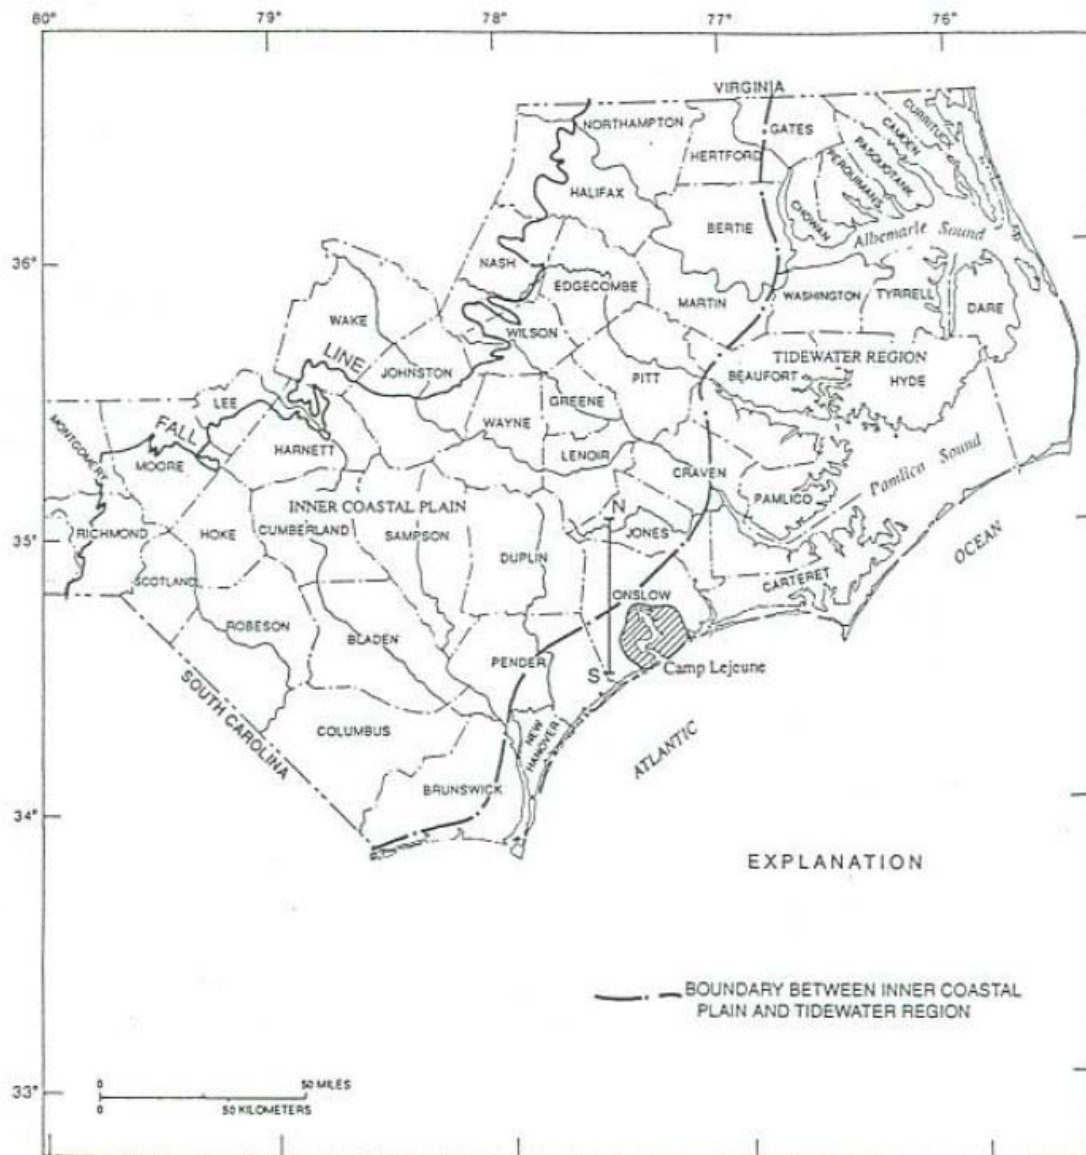 80°
79°
78°
77°
76°
VIRGINIA
NORTHAMPTON
GATES
CURRITUCK
CAMDEN
PASQUOTANK
PERQUIMANS
HERTFORD
HALIFAX
CHOWAN
BERTIE
Albemarle Sound
36°
NASH
EDGECOMBE
MARTIN
WASHINGTON
TYRRELL
DARE
WAKE
WILSON
LINE
JOHNSTON
TIDEWATER REGION
BEAUFORT
HYDE
PITT
LEE
GREENE
WAYNE
FALL
MONTGOMERY
MOORE
HARNETT
LENOIR
CRAVEN
PAMLICO
Pamlico Sound
INNER COASTAL PLAIN
N
35°
RICHMOND
HOKE
CUMBERLAND
SAMPSON
DUPLIN
JONES
OCEAN
SCOTLAND
ONSLOW
CARTERET
ROBESON
BLADEN
PENDER
S
Camp Lejeune
SOUTH CAROLINA
COLUMBUS
NEW
HANOVER
ATLANTIC
BRUNSWICK
34°
EXPLANATION
BOUNDARY BETWEEN INNER COASTAL
PLAIN AND TIDEWATER REGION
33°
0 50 MILES
0 50 KILOMETERS